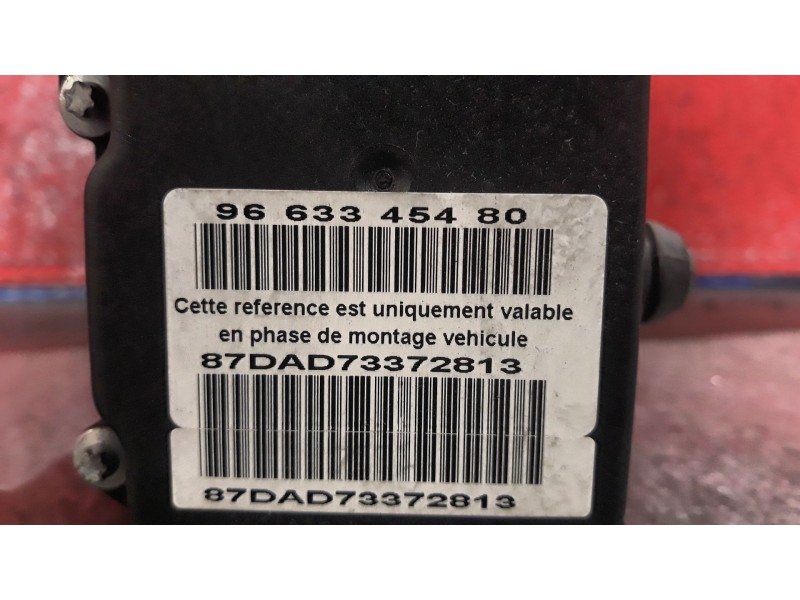 96 633 454 80
Cette reference est uniquement valable
en phase de montage vehicule
87DAD73372813
87DAD73372813